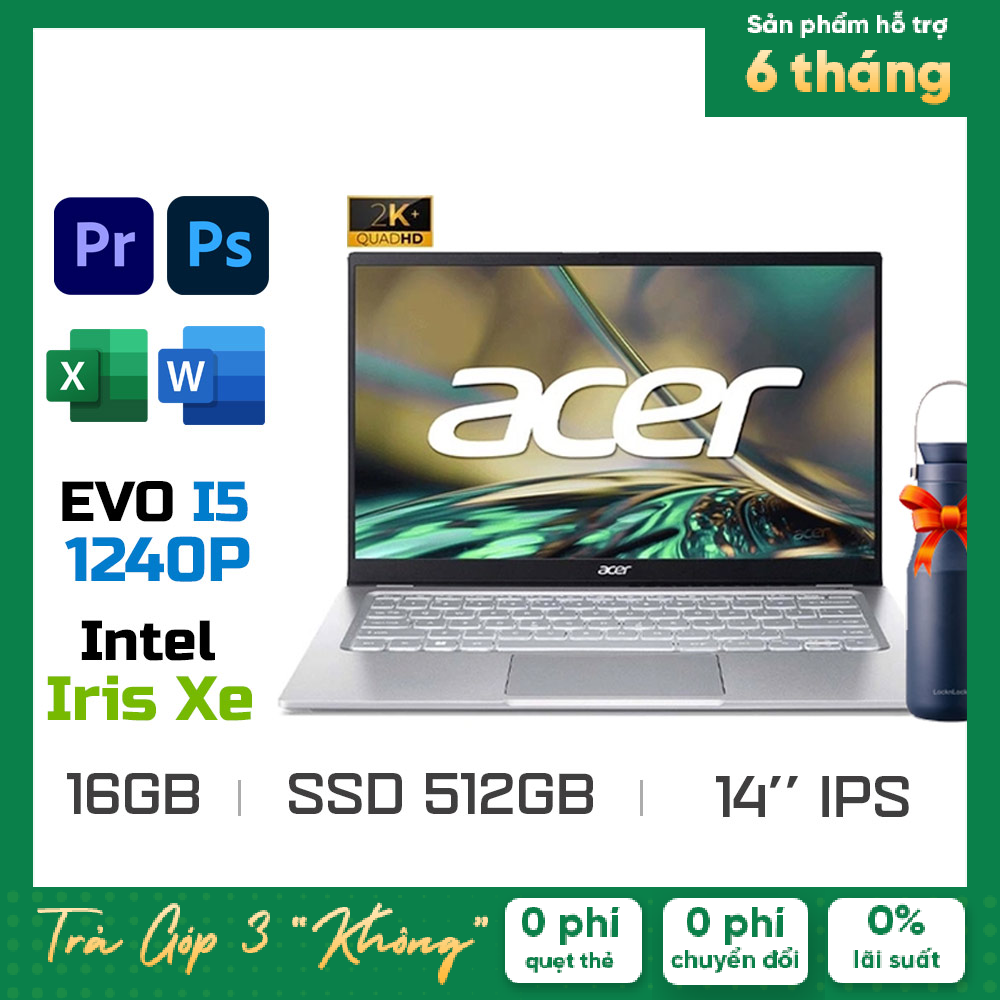 Sản phẩm hỗ trợ
6 tháng
2K+
QUADHD
Pr Ps
X W
acer
acer
acer
EVO I5
1240P
Intel
Iris Xe
LocknLock
16GB | SSD 512GB | 14’’ IPS
Trả Góp 3 “Không”
0 phí
quẹt thẻ
0 phí
chuyển đổi
0%
lãi suất